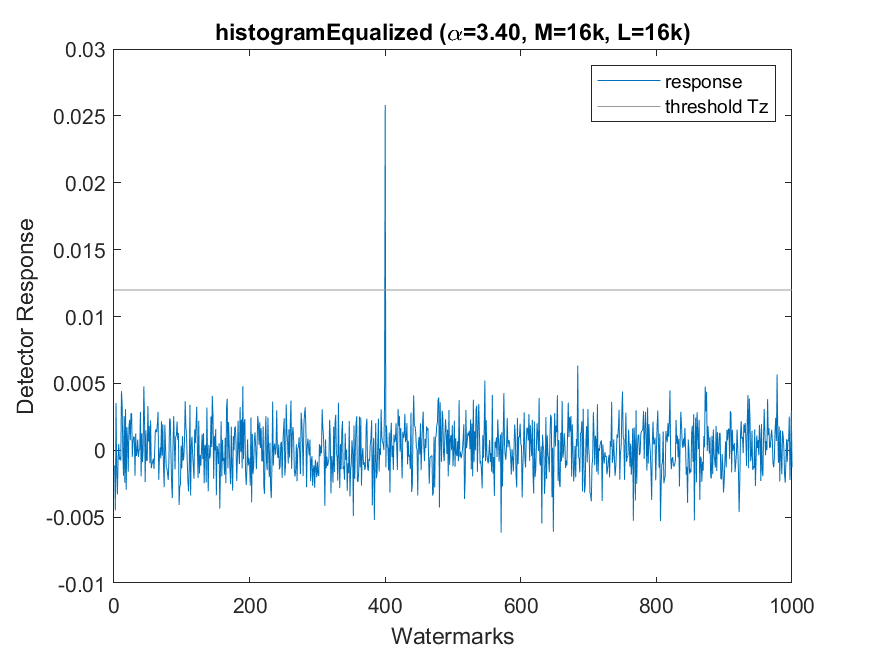 histogramEqualized (α=3.40, M=16k, L=16k)
0.03
response
threshold Tz
0.025
0.02
0.015
0.01
0.005
0
-0.005
-0.01
Detector Response
0 200 400 600 800 1000
Watermarks